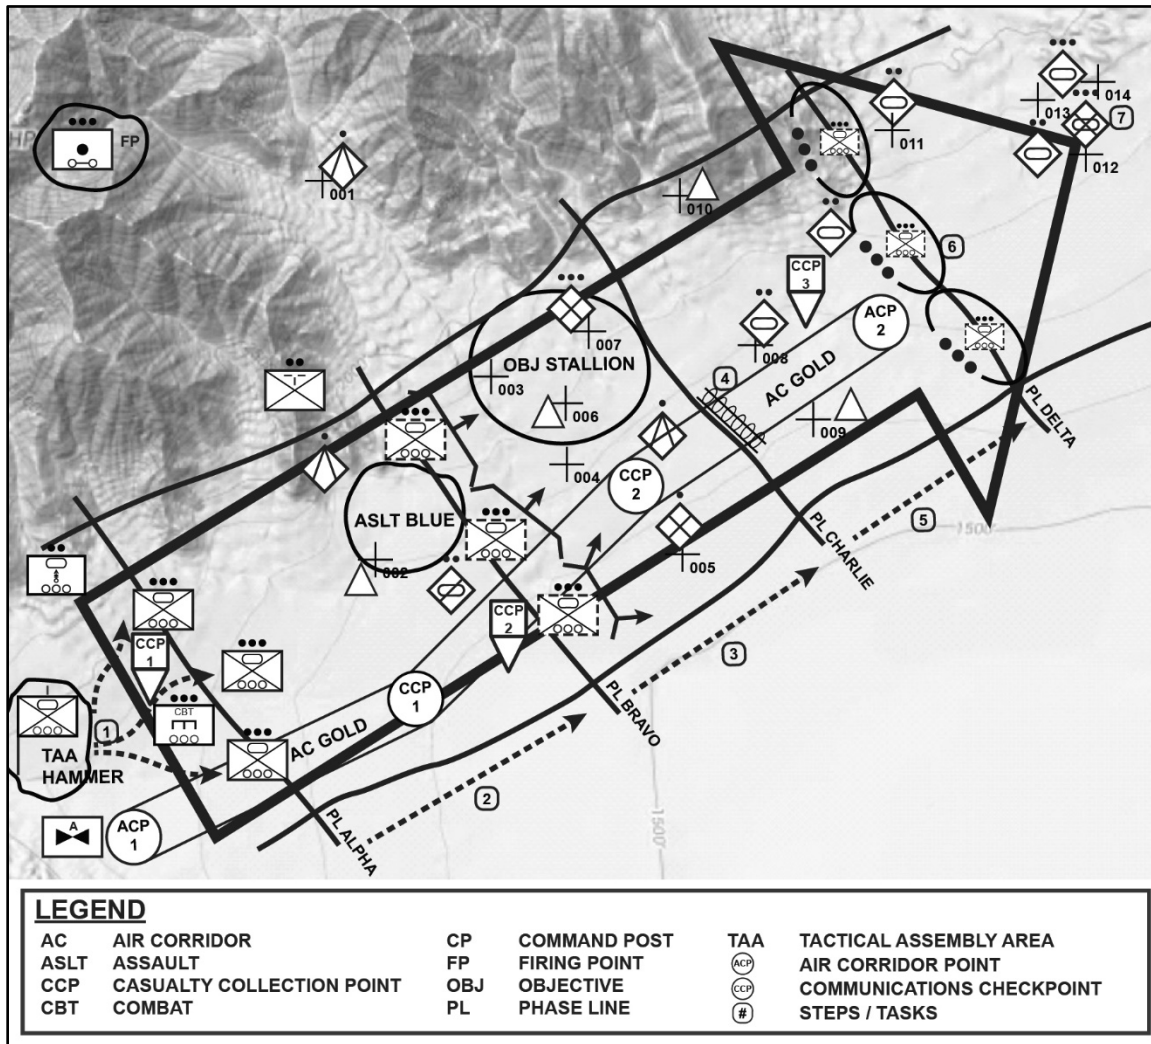 014
013
7
012
011
HP
FP
001
010
6
CCP
3
ACP
2
007
OBJ STALLION
003
008
4
AC GOLD
006
009
PL DELTA
004
CCP
2
ASLT BLUE
5
1500'
PL CHARLIE
002
005
CCP
2
3
CCP
1
CCP
1
PL BRAVO
CBT
1
AC GOLD
TAA
HAMMER
2
A
ACP
1
PL ALPHA
1500'
LEGEND
AC AIR CORRIDOR
ASLT ASSAULT
CCP CASUALTY COLLECTION POINT
CBT COMBAT
CP COMMAND POST
FP FIRING POINT
OBJ OBJECTIVE
PL PHASE LINE
TAA TACTICAL ASSEMBLY AREA
ACP AIR CORRIDOR POINT
CCP COMMUNICATIONS CHECKPOINT
# STEPS / TASKS